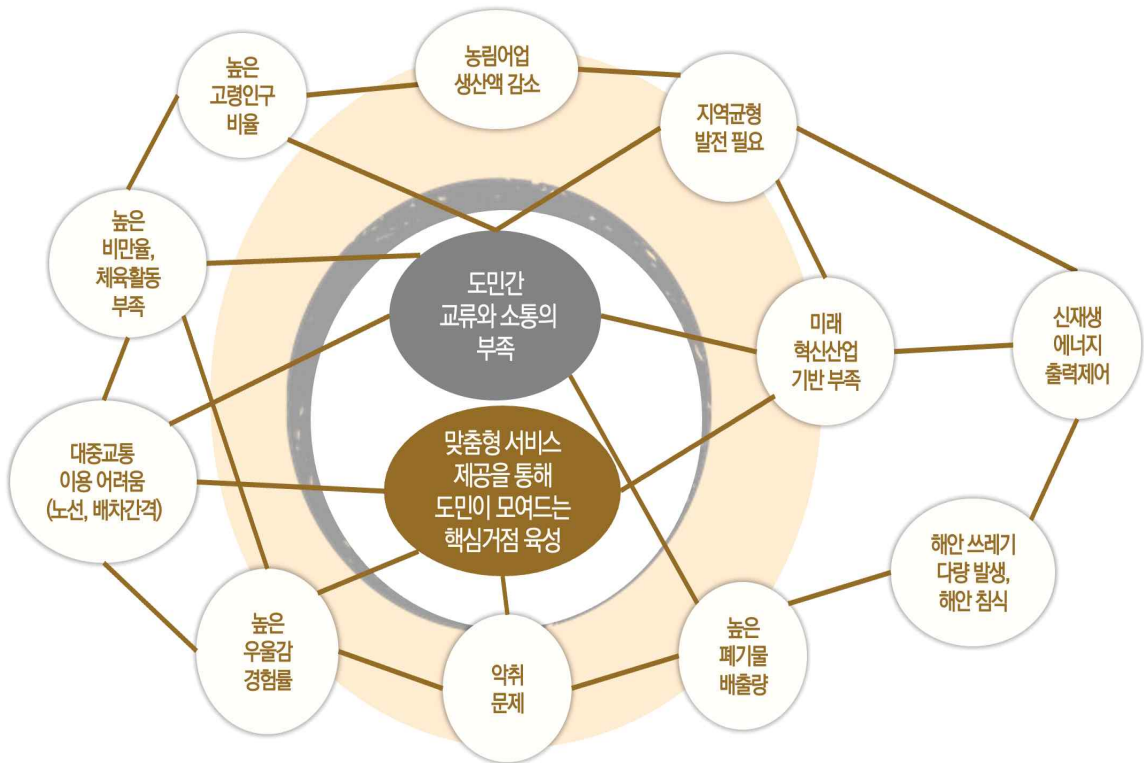 높은
고령인구
비율
농림어업
생산액 감소
지역균형
발전 필요
높은
비만율,
체육활동
부족
도민간
교류와 소통의
부족
미래
혁신산업
기반 부족
신재생
에너지
출력제어
대중교통
이용 어려움
(노선, 배차간격)
맞춤형 서비스
제공을 통해
도민이 모여드는
핵심거점 육성
해안 쓰레기
다량 발생,
해안 침식
높은
우울감
경험률
악취
문제
높은
폐기물
배출량